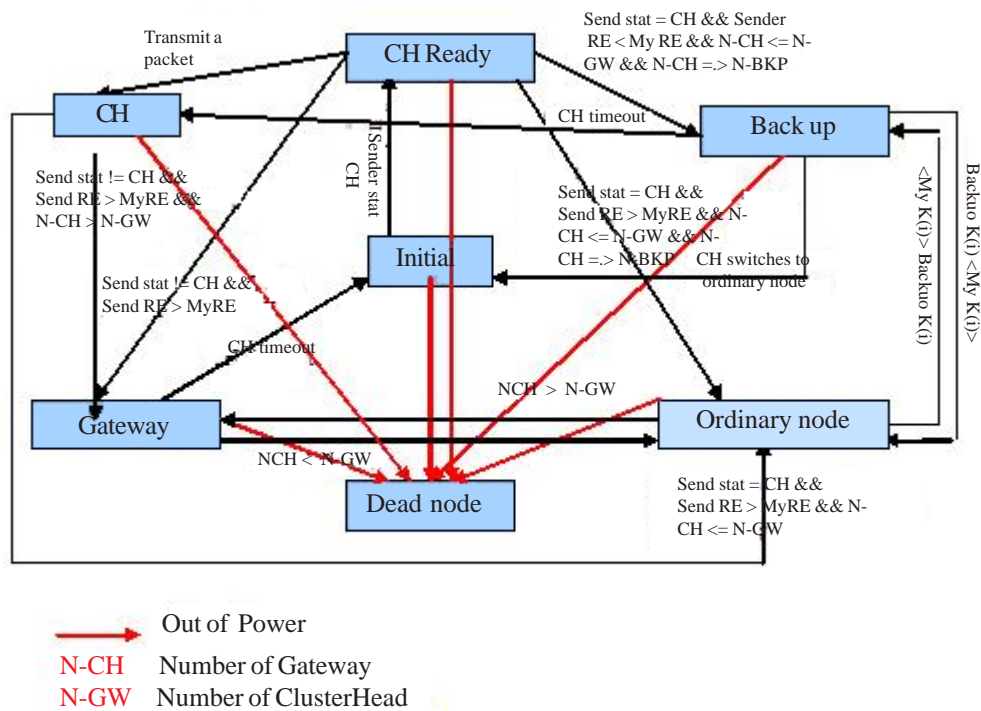 Send stat = CH && Sender
RE < My RE && N-CH <= N-
GW && N-CH =.> N-BKP
Transmit a
packet
CH Ready
CH
CH timeout
Back up
Sender stat
CH
Send stat != CH &&
Send RE > MyRE &&
N-CH > N-GW
Send stat = CH &&
Send RE > MyRE && N-
CH <= N-GW && N-
CH =.> N-BKP
<My K(i)> Backuo K(i)
Backuo K(i) <My K(i)>
Initial
CH switches to
ordinary node
Send stat != CH &&
Send RE > MyRE
CH timeout
NCH > N-GW
Gateway
Ordinary node
NCH < N-GW
Dead node
Send stat = CH &&
Send RE > MyRE && N-
CH <= N-GW
Out of Power
N-CH Number of Gateway
N-GW Number of ClusterHead